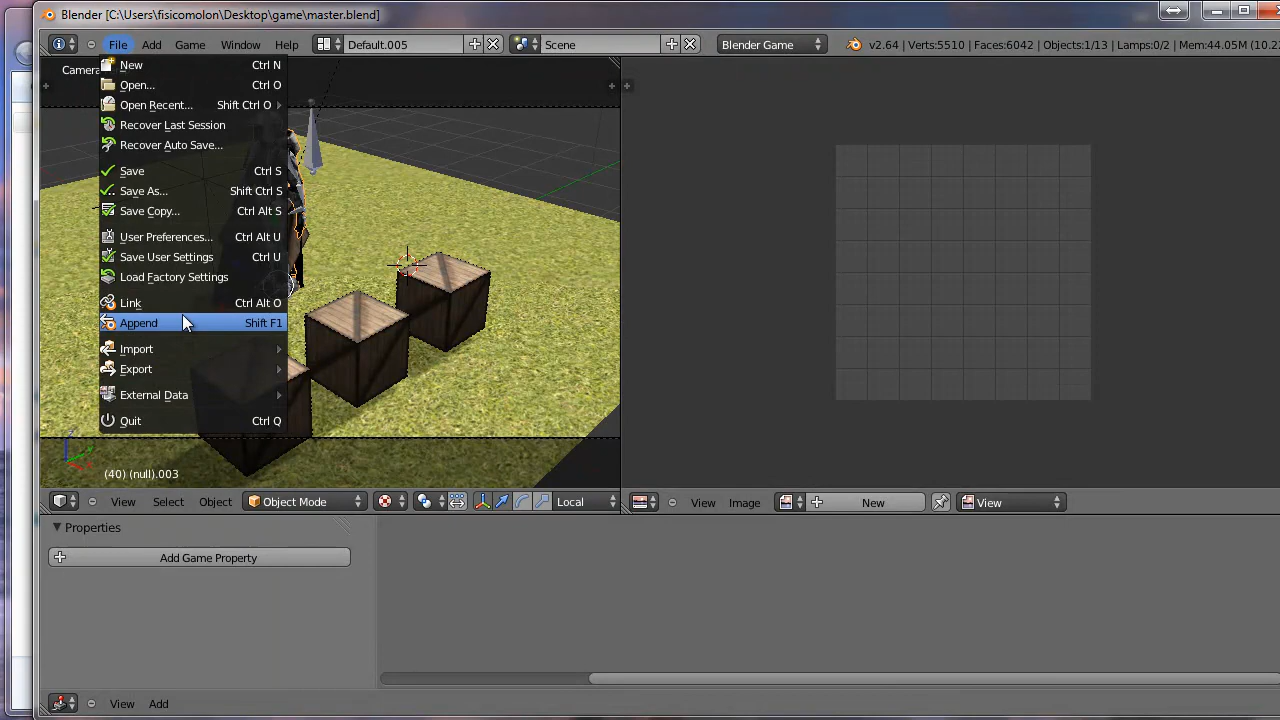 Blender [C:\Users\fisicomolon\Desktop\game\master.blend]
File Add Game Window Help Default.005 Scene Blender Game v2.64 | Verts:5510 | Faces:6042 | Objects:1/13 | Lamps:0/2 | Mem:44.05M (10.2
Camera
New Ctrl N
Open... Ctrl O
Open Recent... Shift Ctrl O
Recover Last Session
Recover Auto Save...
Save Ctrl S
Save As... Shift Ctrl S
Save Copy... Ctrl Alt S
User Preferences... Ctrl Alt U
Save User Settings Ctrl U
Load Factory Settings
Link Ctrl Alt O
Append Shift F1
Import
Export
External Data
Quit Ctrl Q
(40) (null).003
View Select Object Object Mode Local
View Image New View
Properties
Add Game Property
View Add